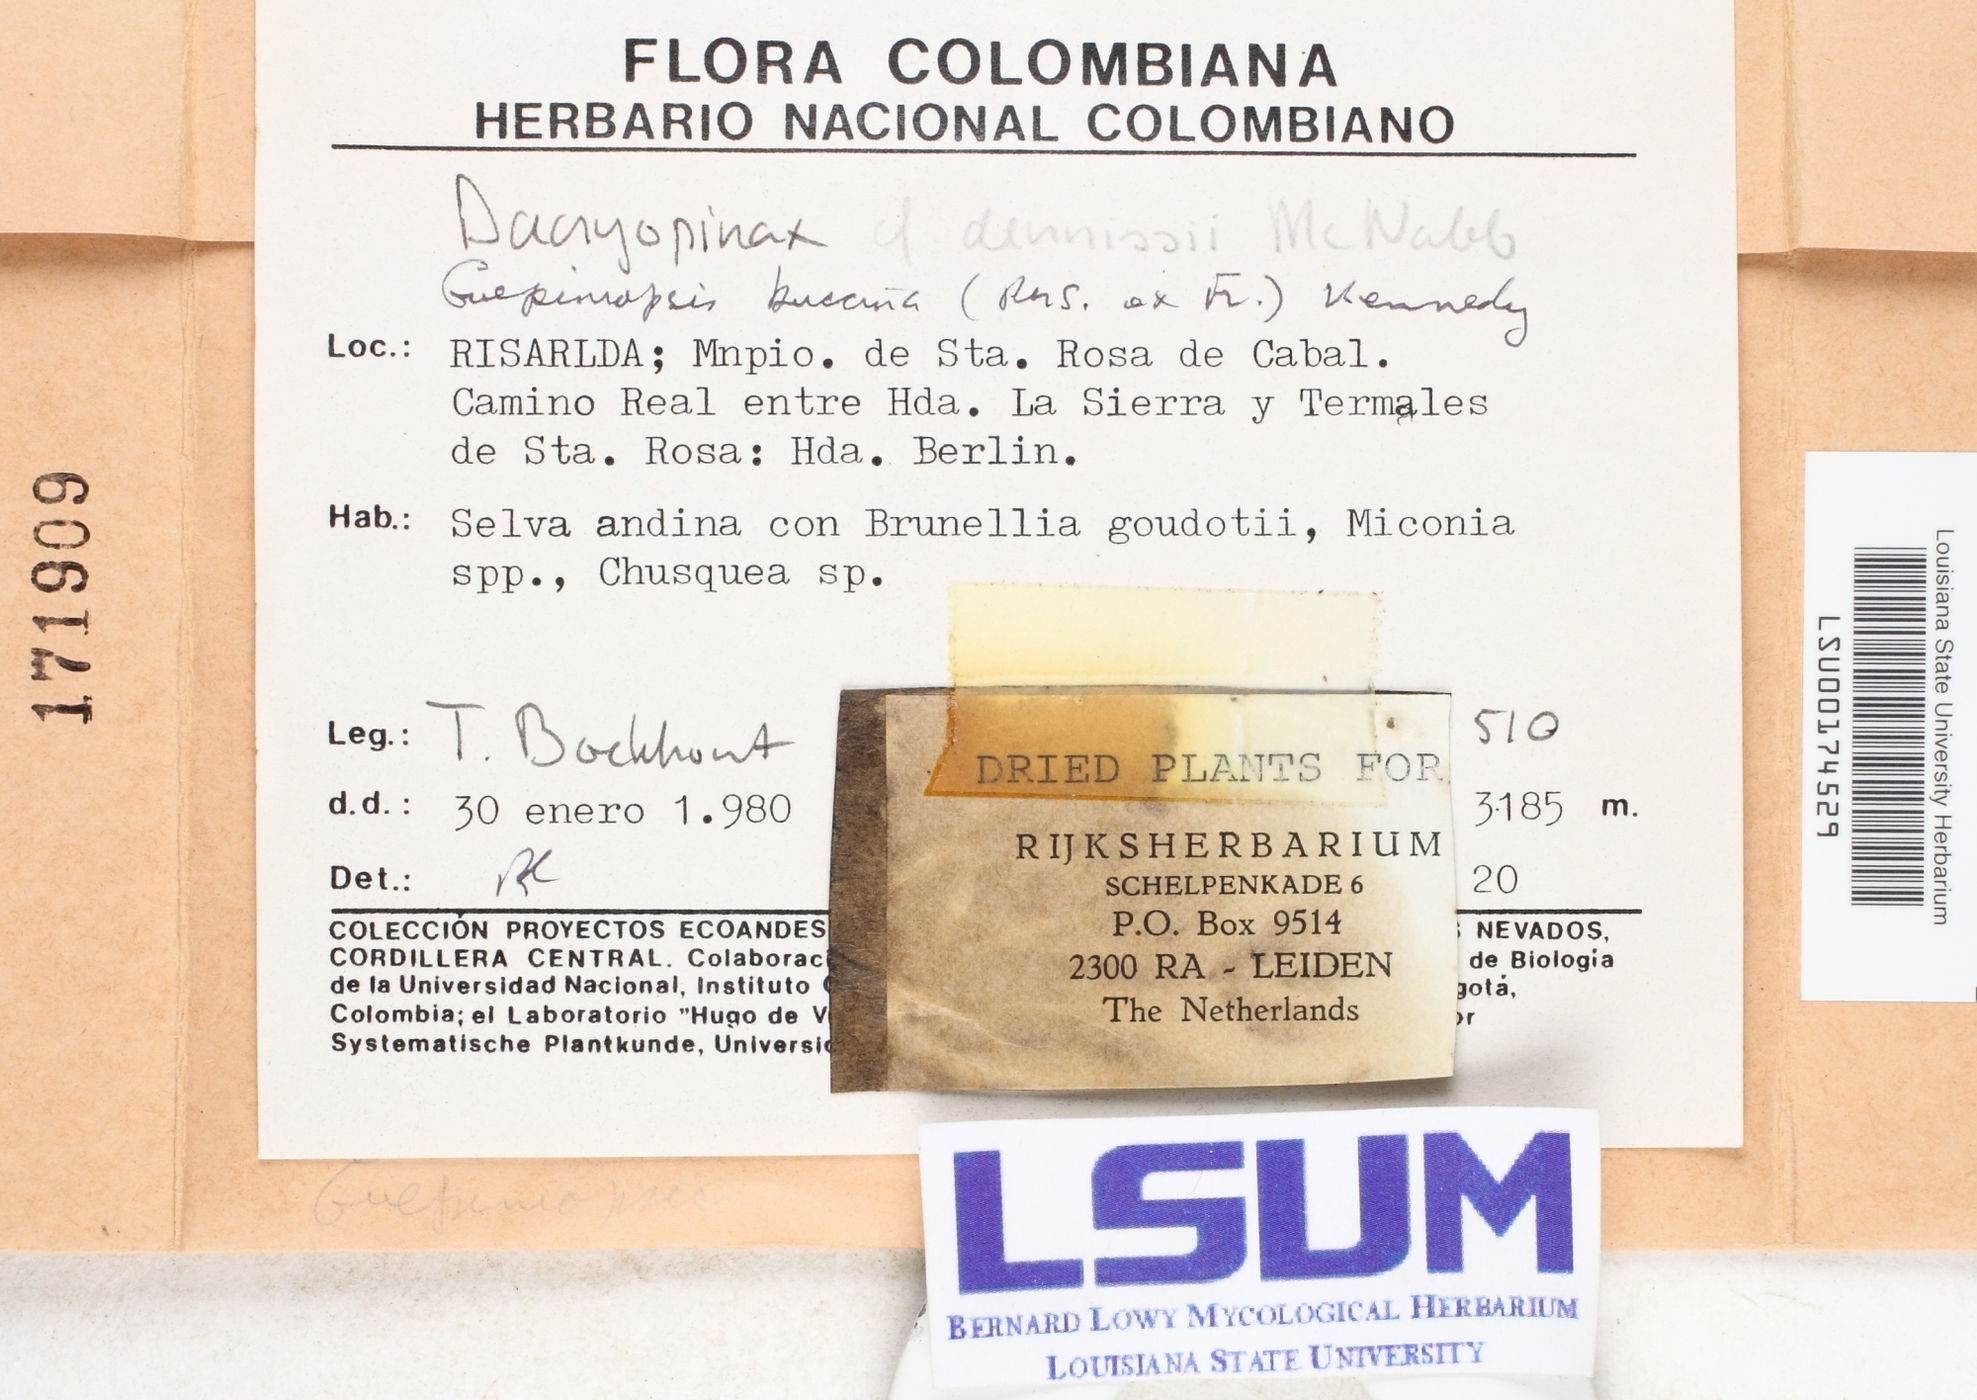 FLORA COLOMBIANA
HERBARIO NACIONAL COLOMBIANO
Dacryopinax cf dennissii McNabb
Guepiniopsis buccina (Pers. ex Fr.) Kennedy
Loc.: RISARLDA; Mnpio. de Sta. Rosa de Cabal.
Camino Real entre Hda. La Sierra y Termales
de Sta. Rosa: Hda. Berlin.
Hab.: Selva andina con Brunellia goudotii, Miconia
spp., Chusquea sp.
Leg.: T. Boekhout 510
d.d.: 30 enero 1.980 3185 m.
Det.: 20
COLECCIÓN PROYECTOS ECOANDES NEVADOS,
CORDILLERA CENTRAL. Colaborac de Biología
de la Universidad Nacional, Instituto gotá,
Colombia; el Laboratorio "Hugo de V or
Systematische Plantkunde, Universi
DRIED PLANTS FOR
RIJKSHERBARIUM
SCHELPENKADE 6
P.O. Box 9514
2300 RA - LEIDEN
The Netherlands
Guepiniopsis
LSUM
BERNARD LOWY MYCOLOGICAL HERBARIUM
LOUISIANA STATE UNIVERSITY
171909
Louisiana State University Herbarium
LSU00174529